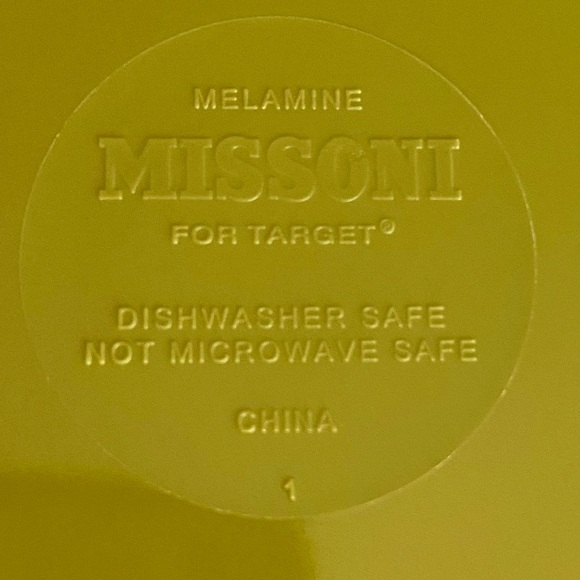 MELAMINE
MISSONI
FOR TARGET®
DISHWASHER SAFE
NOT MICROWAVE SAFE
CHINA
1